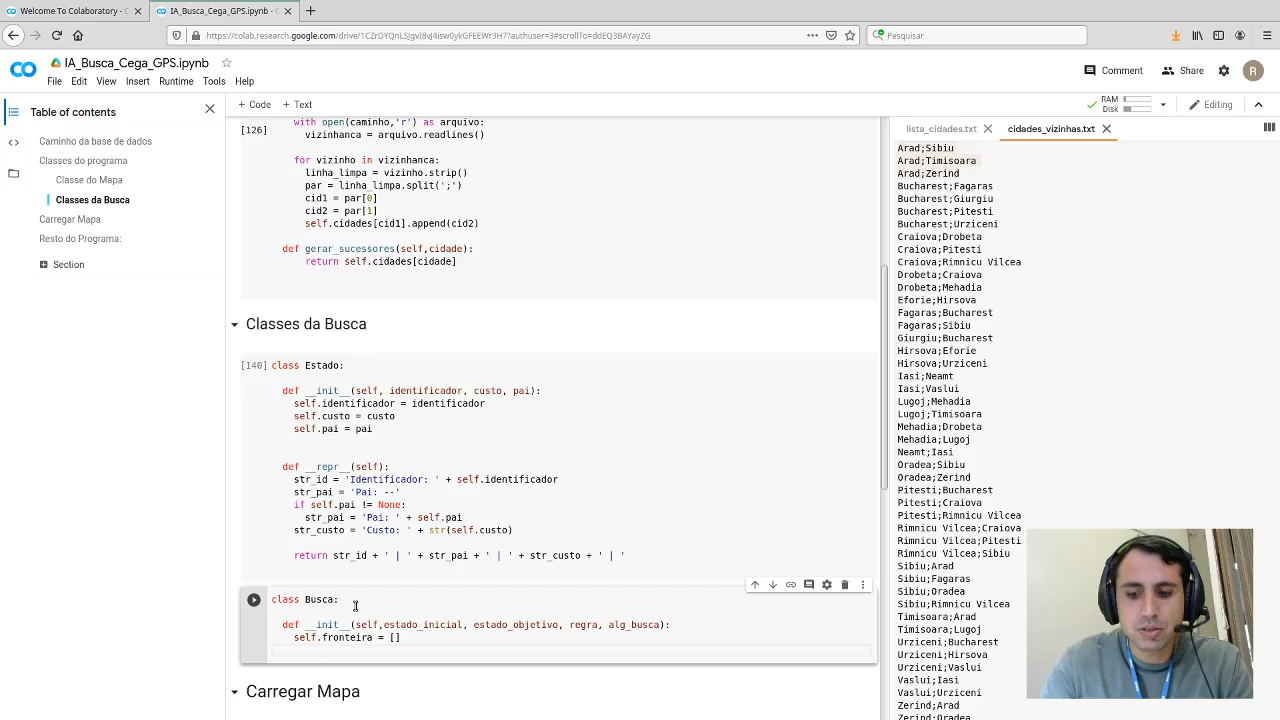 Welcome To Colaboratory - C
IA_Busca_Cega_GPS.ipynb - C
https://colab.research.google.com/drive/1CZrDYQnLSJgvI8vJ4isw0ykGFEEWr3H7?authuser=3#scrollTo=ddEQ3BAYayZG
Pesquisar
IA_Busca_Cega_GPS.ipynb
File Edit View Insert Runtime Tools Help
Comment
Share
R
Table of contents
+ Code + Text
RAM
Disk
Editing
Caminho da base de dados
Classes do programa
Classe do Mapa
Classes da Busca
Carregar Mapa
Resto do Programa:
Section
[126]
with open(caminho,'r') as arquivo:
vizinhanca = arquivo.readlines()
for vizinho in vizinhanca:
linha_limpa = vizinho.strip()
par = linha_limpa.split(';')
cid1 = par[0]
cid2 = par[1]
self.cidades[cid1].append(cid2)
def gerar_sucessores(self,cidade):
return self.cidades[cidade]
Classes da Busca
[140] class Estado:
def __init__(self, identificador, custo, pai):
self.identificador = identificador
self.custo = custo
self.pai = pai
def __repr__(self):
str_id = 'Identificador: ' + self.identificador
str_pai = 'Pai: --'
if self.pai != None:
str_pai = 'Pai: ' + self.pai
str_custo = 'Custo: ' + str(self.custo)
return str_id + ' | ' + str_pai + ' | ' + str_custo + ' | '
class Busca:
def __init__(self,estado_inicial, estado_objetivo, regra, alg_busca):
self.fronteira = []
Carregar Mapa
lista_cidades.txt
cidades_vizinhas.txt
Arad;Sibiu
Arad;Timisoara
Arad;Zerind
Bucharest;Fagaras
Bucharest;Giurgiu
Bucharest;Pitesti
Bucharest;Urziceni
Craiova;Drobeta
Craiova;Pitesti
Craiova;Rimnicu Vilcea
Drobeta;Craiova
Drobeta;Mehadia
Eforie;Hirsova
Fagaras;Bucharest
Fagaras;Sibiu
Giurgiu;Bucharest
Hirsova;Eforie
Hirsova;Urziceni
Iasi;Neamt
Iasi;Vaslui
Lugoj;Mehadia
Lugoj;Timisoara
Mehadia;Drobeta
Mehadia;Lugoj
Neamt;Iasi
Oradea;Sibiu
Oradea;Zerind
Pitesti;Bucharest
Pitesti;Craiova
Pitesti;Rimnicu Vilcea
Rimnicu Vilcea;Craiova
Rimnicu Vilcea;Pitesti
Rimnicu Vilcea;Sibiu
Sibiu;Arad
Sibiu;Fagaras
Sibiu;Oradea
Sibiu;Rimnicu Vilcea
Timisoara;Arad
Timisoara;Lugoj
Urziceni;Bucharest
Urziceni;Hirsova
Urziceni;Vaslui
Vaslui;Iasi
Vaslui;Urziceni
Zerind;Arad
Zerind;Oradea